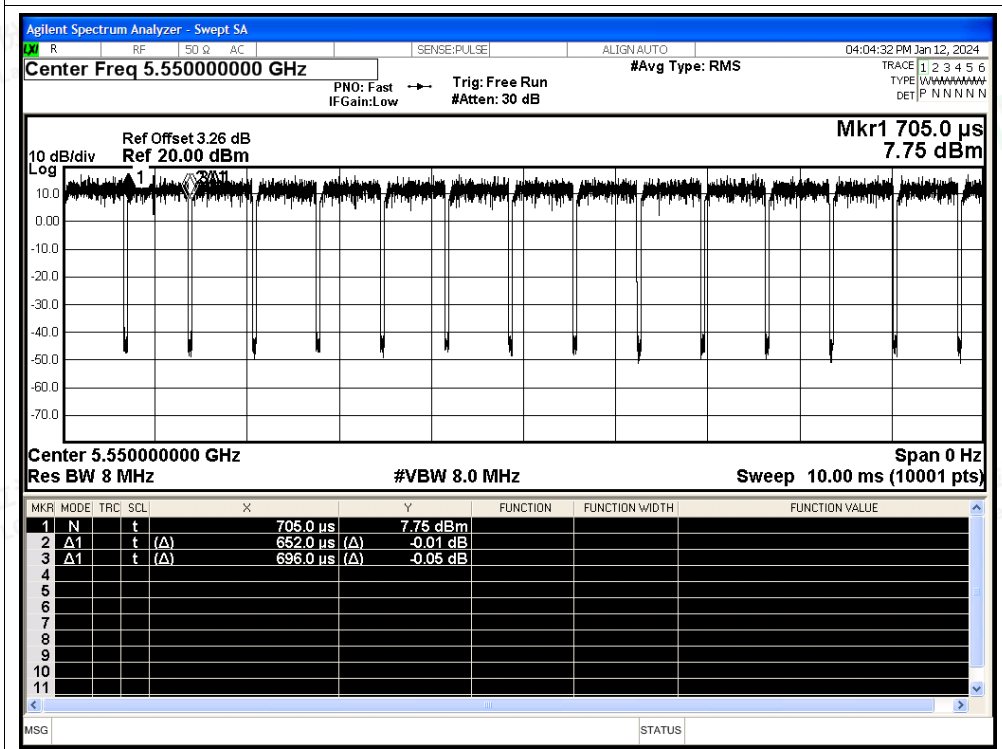 Agilent Spectrum Analyzer - Swept SA
LXI R RF 50 Ω AC SENSE:PULSE ALIGN AUTO 04:04:32 PM Jan 12, 2024
Center Freq 5.550000000 GHz
#Avg Type: RMS
TRACE 1 2 3 4 5 6
PNO: Fast Trig: Free Run
TYPE WWWWWW
IFGain:Low #Atten: 30 dB
DET P N N N N N
Mkr1 705.0 µs
Ref Offset 3.26 dB
10 dB/div Ref 20.00 dBm 7.75 dBm
Log
1
10.0
0.00
-10.0
-20.0
-30.0
-40.0
-50.0
-60.0
-70.0
Center 5.550000000 GHz Span 0 Hz
Res BW 8 MHz #VBW 8.0 MHz Sweep 10.00 ms (10001 pts)
MKR MODE TRC SCL X Y FUNCTION FUNCTION WIDTH FUNCTION VALUE
1 N t 705.0 µs 7.75 dBm
2 Δ1 t (Δ) 652.0 µs (Δ) -0.01 dB
3 Δ1 t (Δ) 696.0 µs (Δ) -0.05 dB
4
5
6
7
8
9
10
11
MSG STATUS